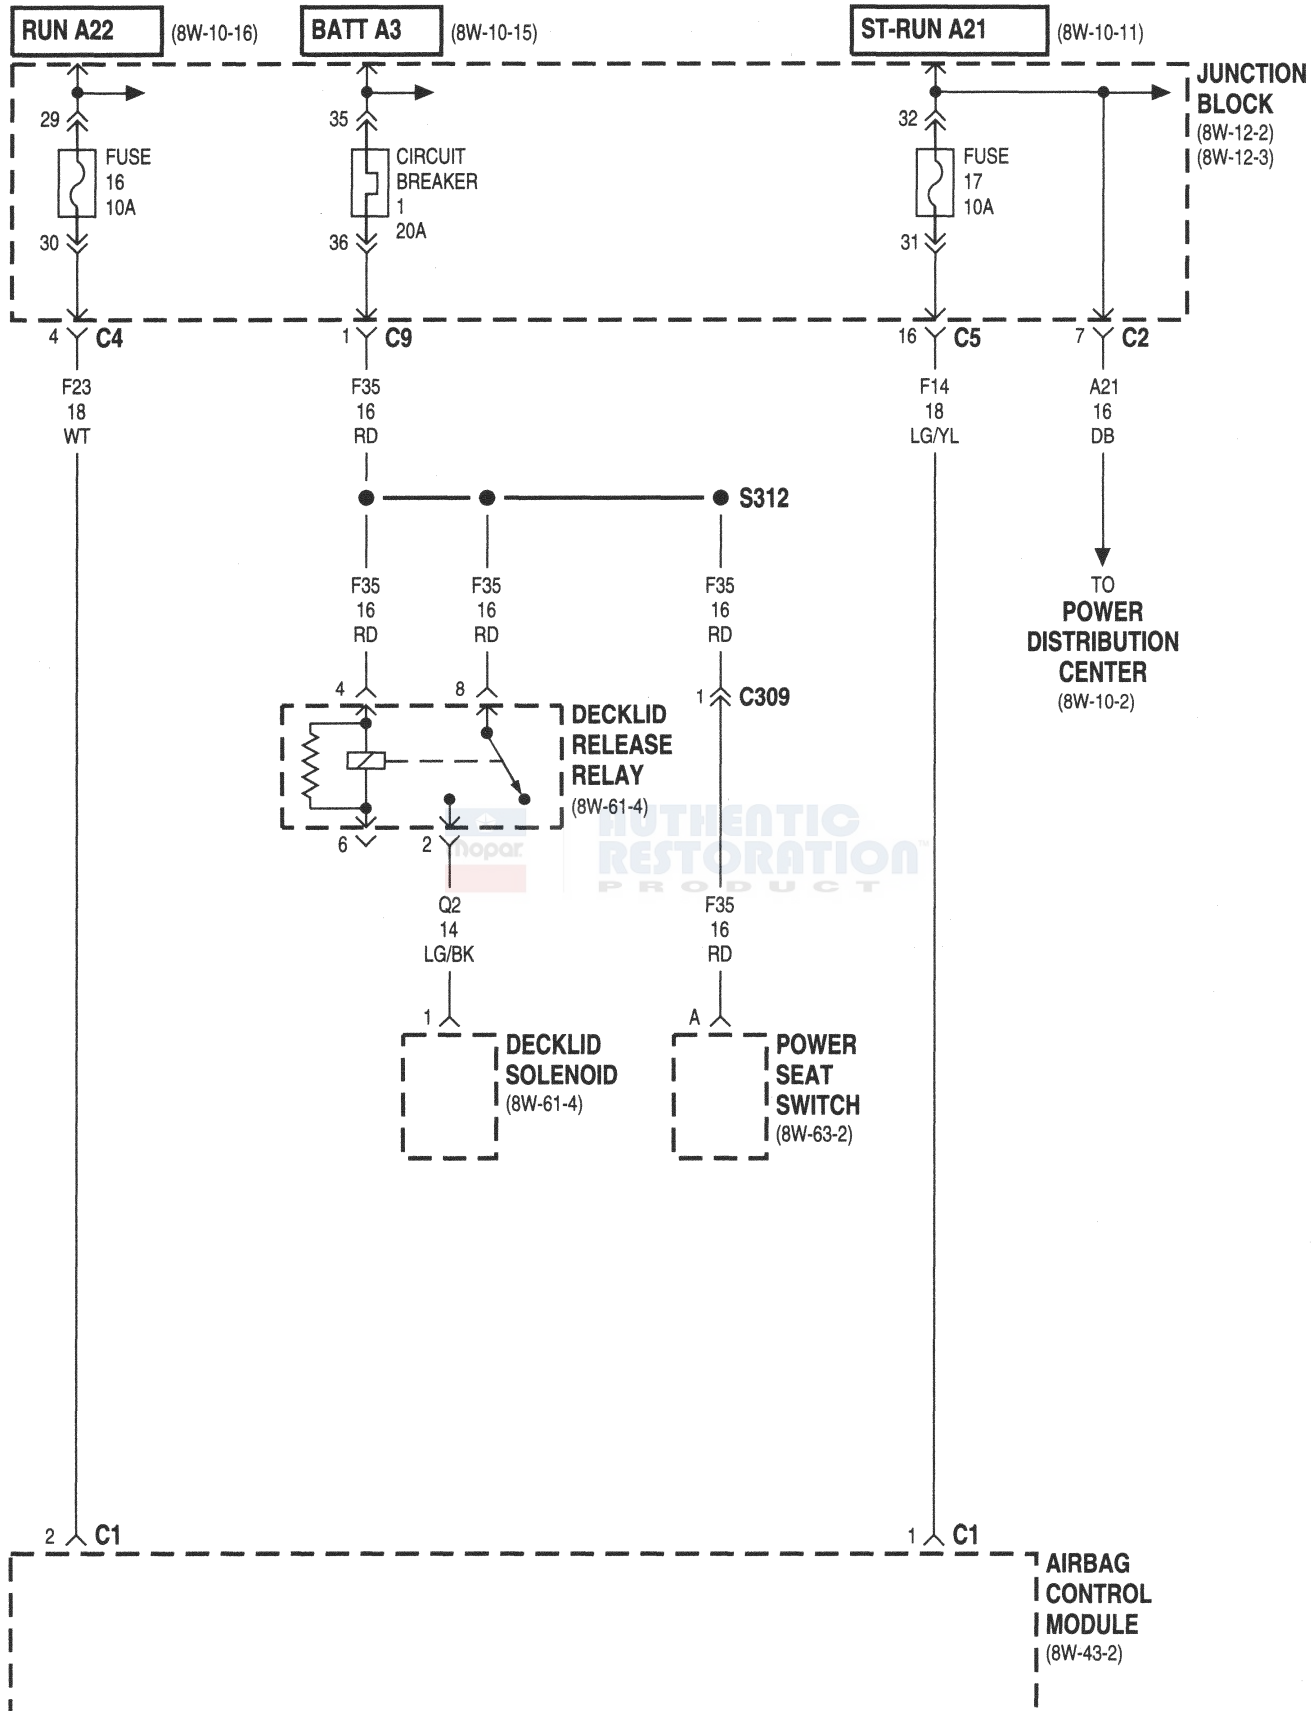 RUN A22 (8W-10-16) BATT A3 (8W-10-15) ST-RUN A21 (8W-10-11)
JUNCTION
BLOCK
(8W-12-2)
(8W-12-3)
29 35 32
FUSE
16
10A
CIRCUIT
BREAKER
1
20A
FUSE
17
10A
30 36 31
4 C4 1 C9 16 C5 7 C2
F23 F35 F14 A21
18 16 18 16
WT RD LG/YL DB
S312
F35 F35 F35
16 16 16
RD RD RD
TO
POWER
DISTRIBUTION
CENTER
(8W-10-2)
4 8 1 C309
DECKLID
RELEASE
RELAY
(8W-61-4)
6 2
mopar
AUTHENTIC
RESTORATION™
PRODUCT
Q2 F35
14 16
LG/BK RD
1 A
DECKLID
SOLENOID
(8W-61-4)
POWER
SEAT
SWITCH
(8W-63-2)
2 C1 1 C1
AIRBAG
CONTROL
MODULE
(8W-43-2)